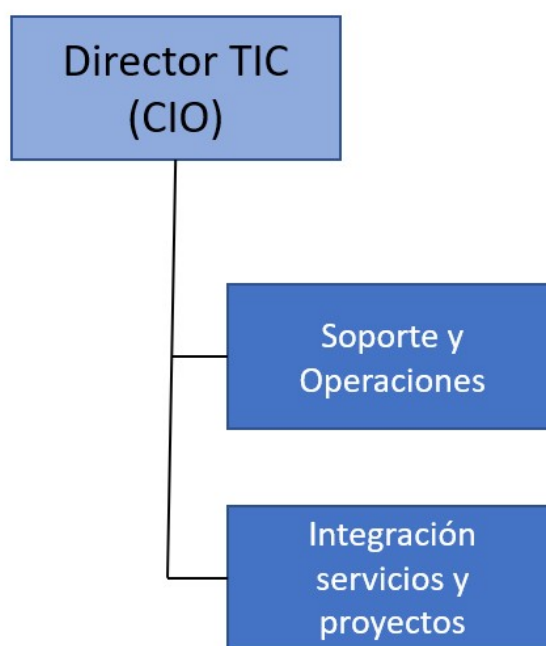 Director TIC
(CIO)
Soporte y
Operaciones
Integración
servicios y
proyectos